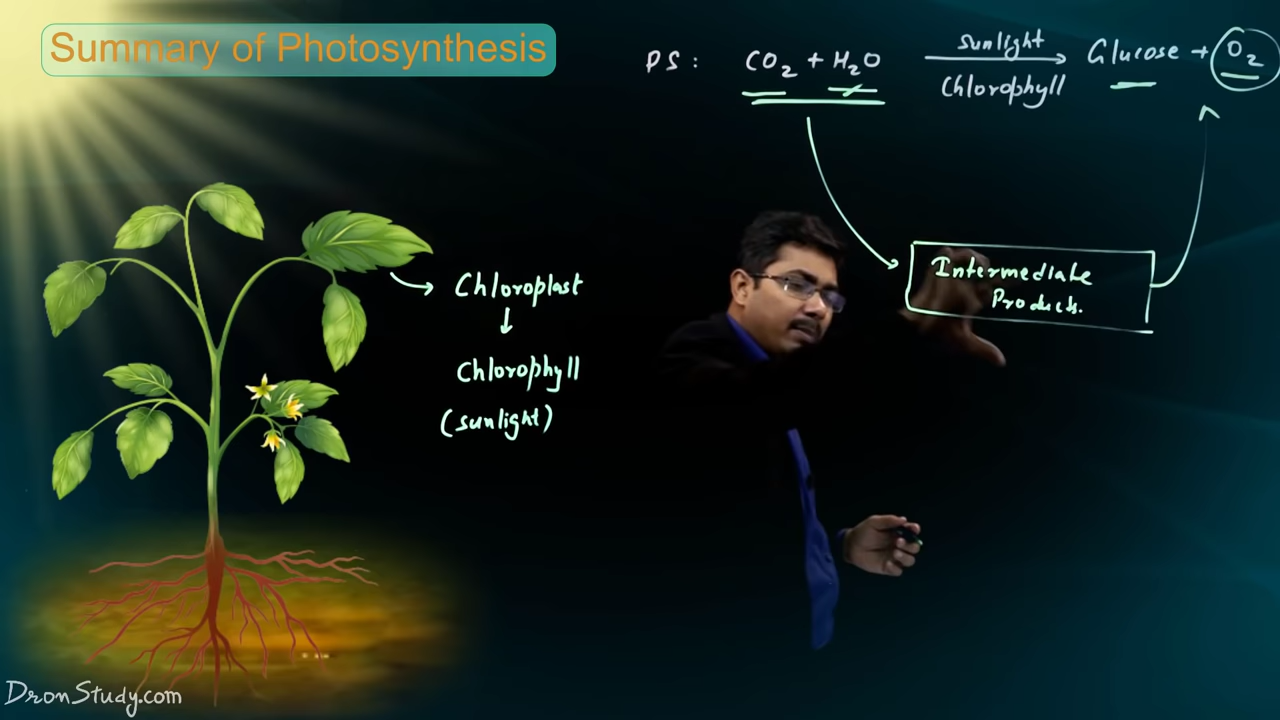 Summary of Photosynthesis
PS : CO₂ + H₂O sunlight Chlorophyll Glucose + O₂
Chloroplast
Chlorophyll
(sunlight)
Intermediate
Products.
DronStudy.com